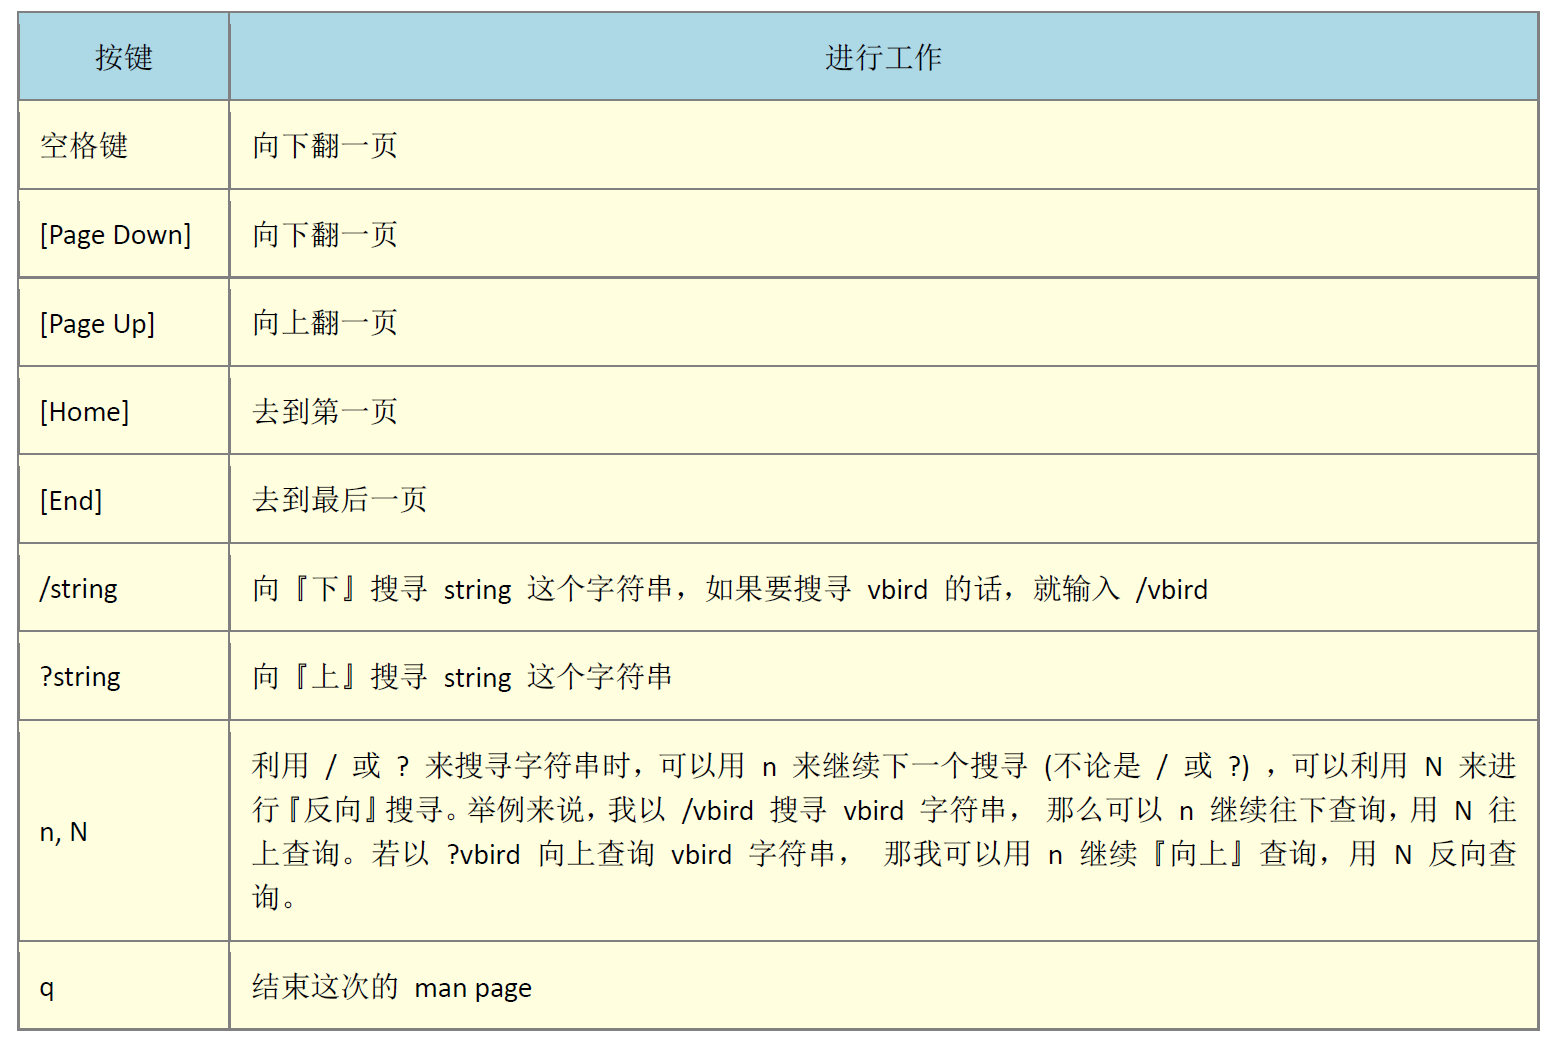 按键 进行工作
空格键 向下翻一页
[Page Down] 向下翻一页
[Page Up] 向上翻一页
[Home] 去到第一页
[End] 去到最后一页
/string 向『下』搜寻 string 这个字符串，如果要搜寻 vbird 的话，就输入 /vbird
?string 向『上』搜寻 string 这个字符串
n, N
利用 / 或 ? 来搜寻字符串时，可以用 n 来继续下一个搜寻 (不论是 / 或 ?) ，可以利用 N 来进
行『反向』搜寻。举例来说，我以 /vbird 搜寻 vbird 字符串， 那么可以 n 继续往下查询，用 N 往
上查询。若以 ?vbird 向上查询 vbird 字符串， 那我可以用 n 继续『向上』查询，用 N 反向查
询。
q 结束这次的 man page